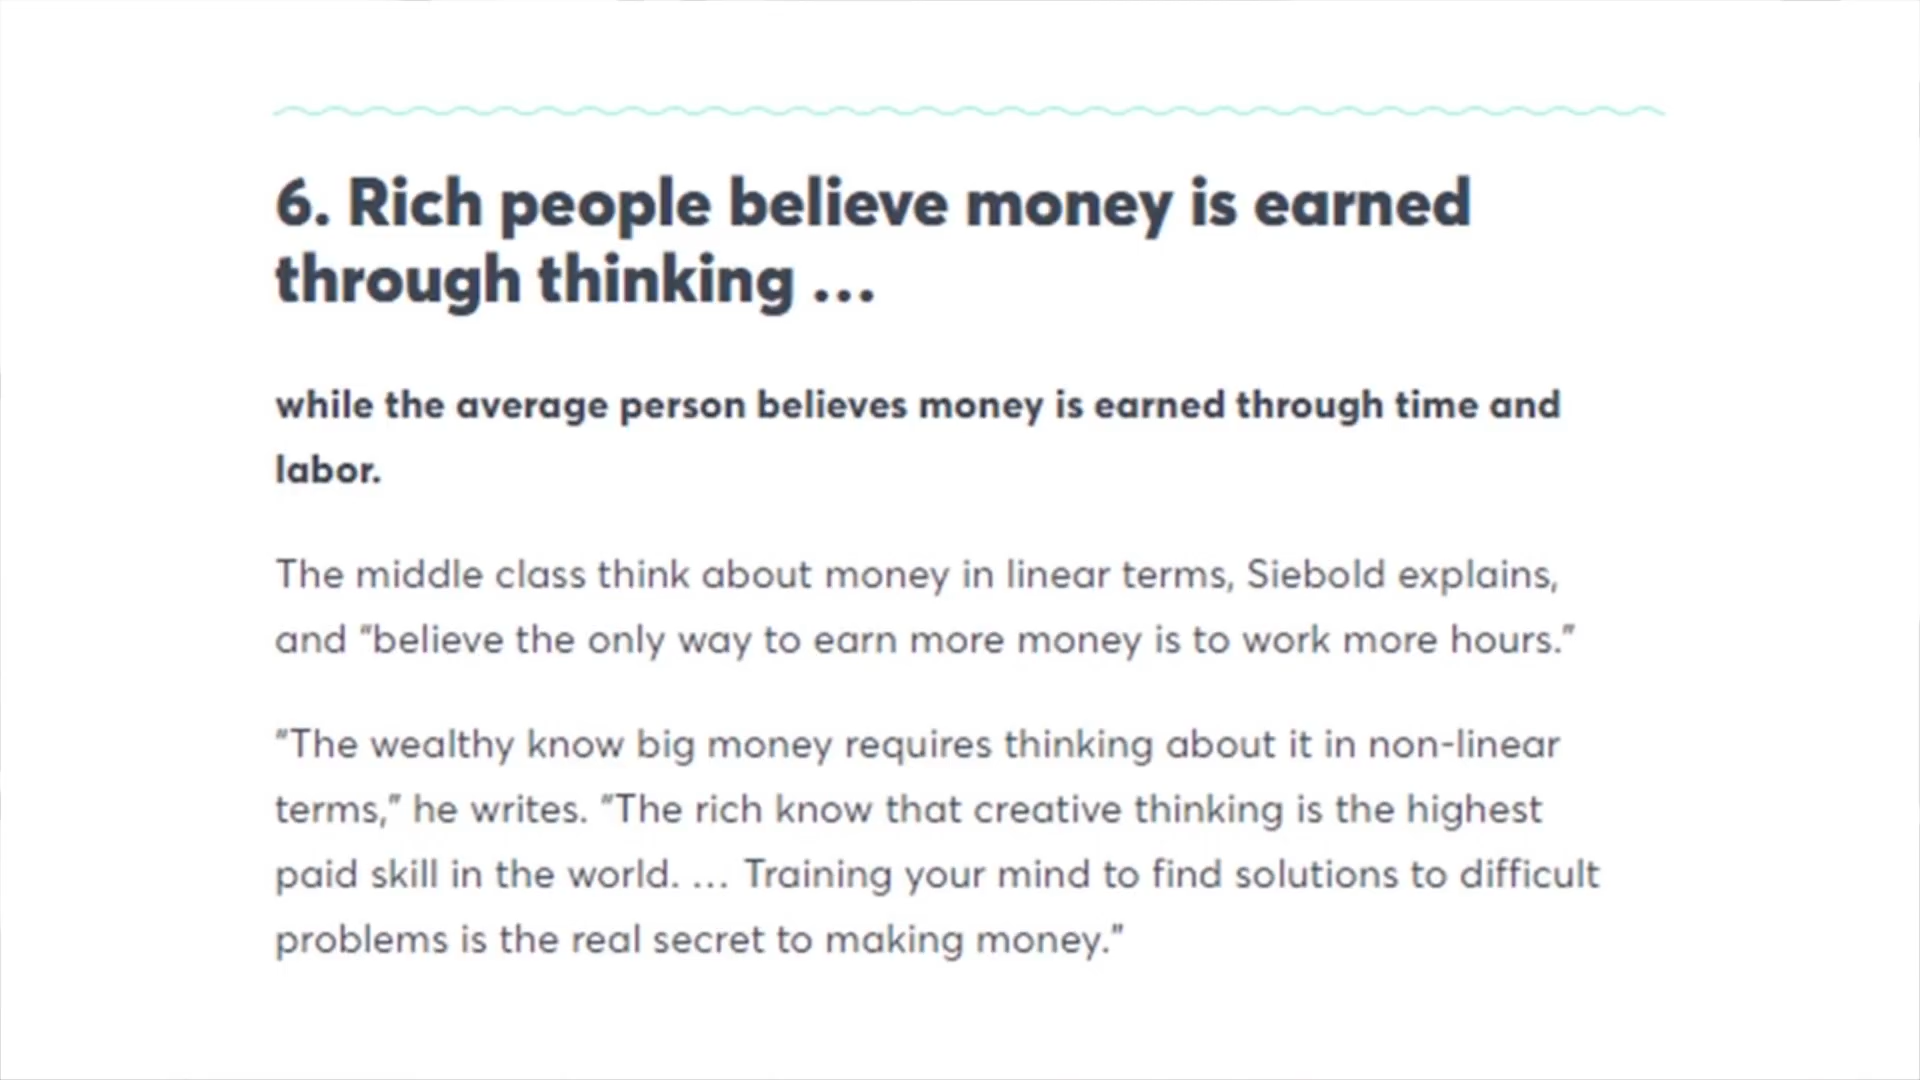 6. Rich people believe money is earned
through thinking ...
while the average person believes money is earned through time and
labor.
The middle class think about money in linear terms, Siebold explains,
and “believe the only way to earn more money is to work more hours.”
“The wealthy know big money requires thinking about it in non-linear
terms,” he writes. “The rich know that creative thinking is the highest
paid skill in the world. ... Training your mind to find solutions to difficult
problems is the real secret to making money.”